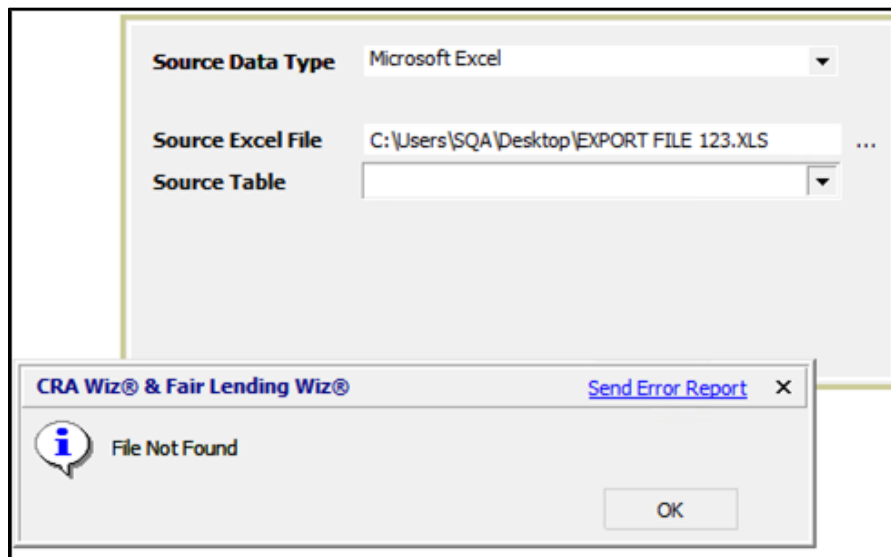 Source Data Type Microsoft Excel
Source Excel File C:\Users\SQA\Desktop\EXPORT FILE 123.XLS ...
Source Table
CRA Wiz® & Fair Lending Wiz® Send Error Report
File Not Found
OK